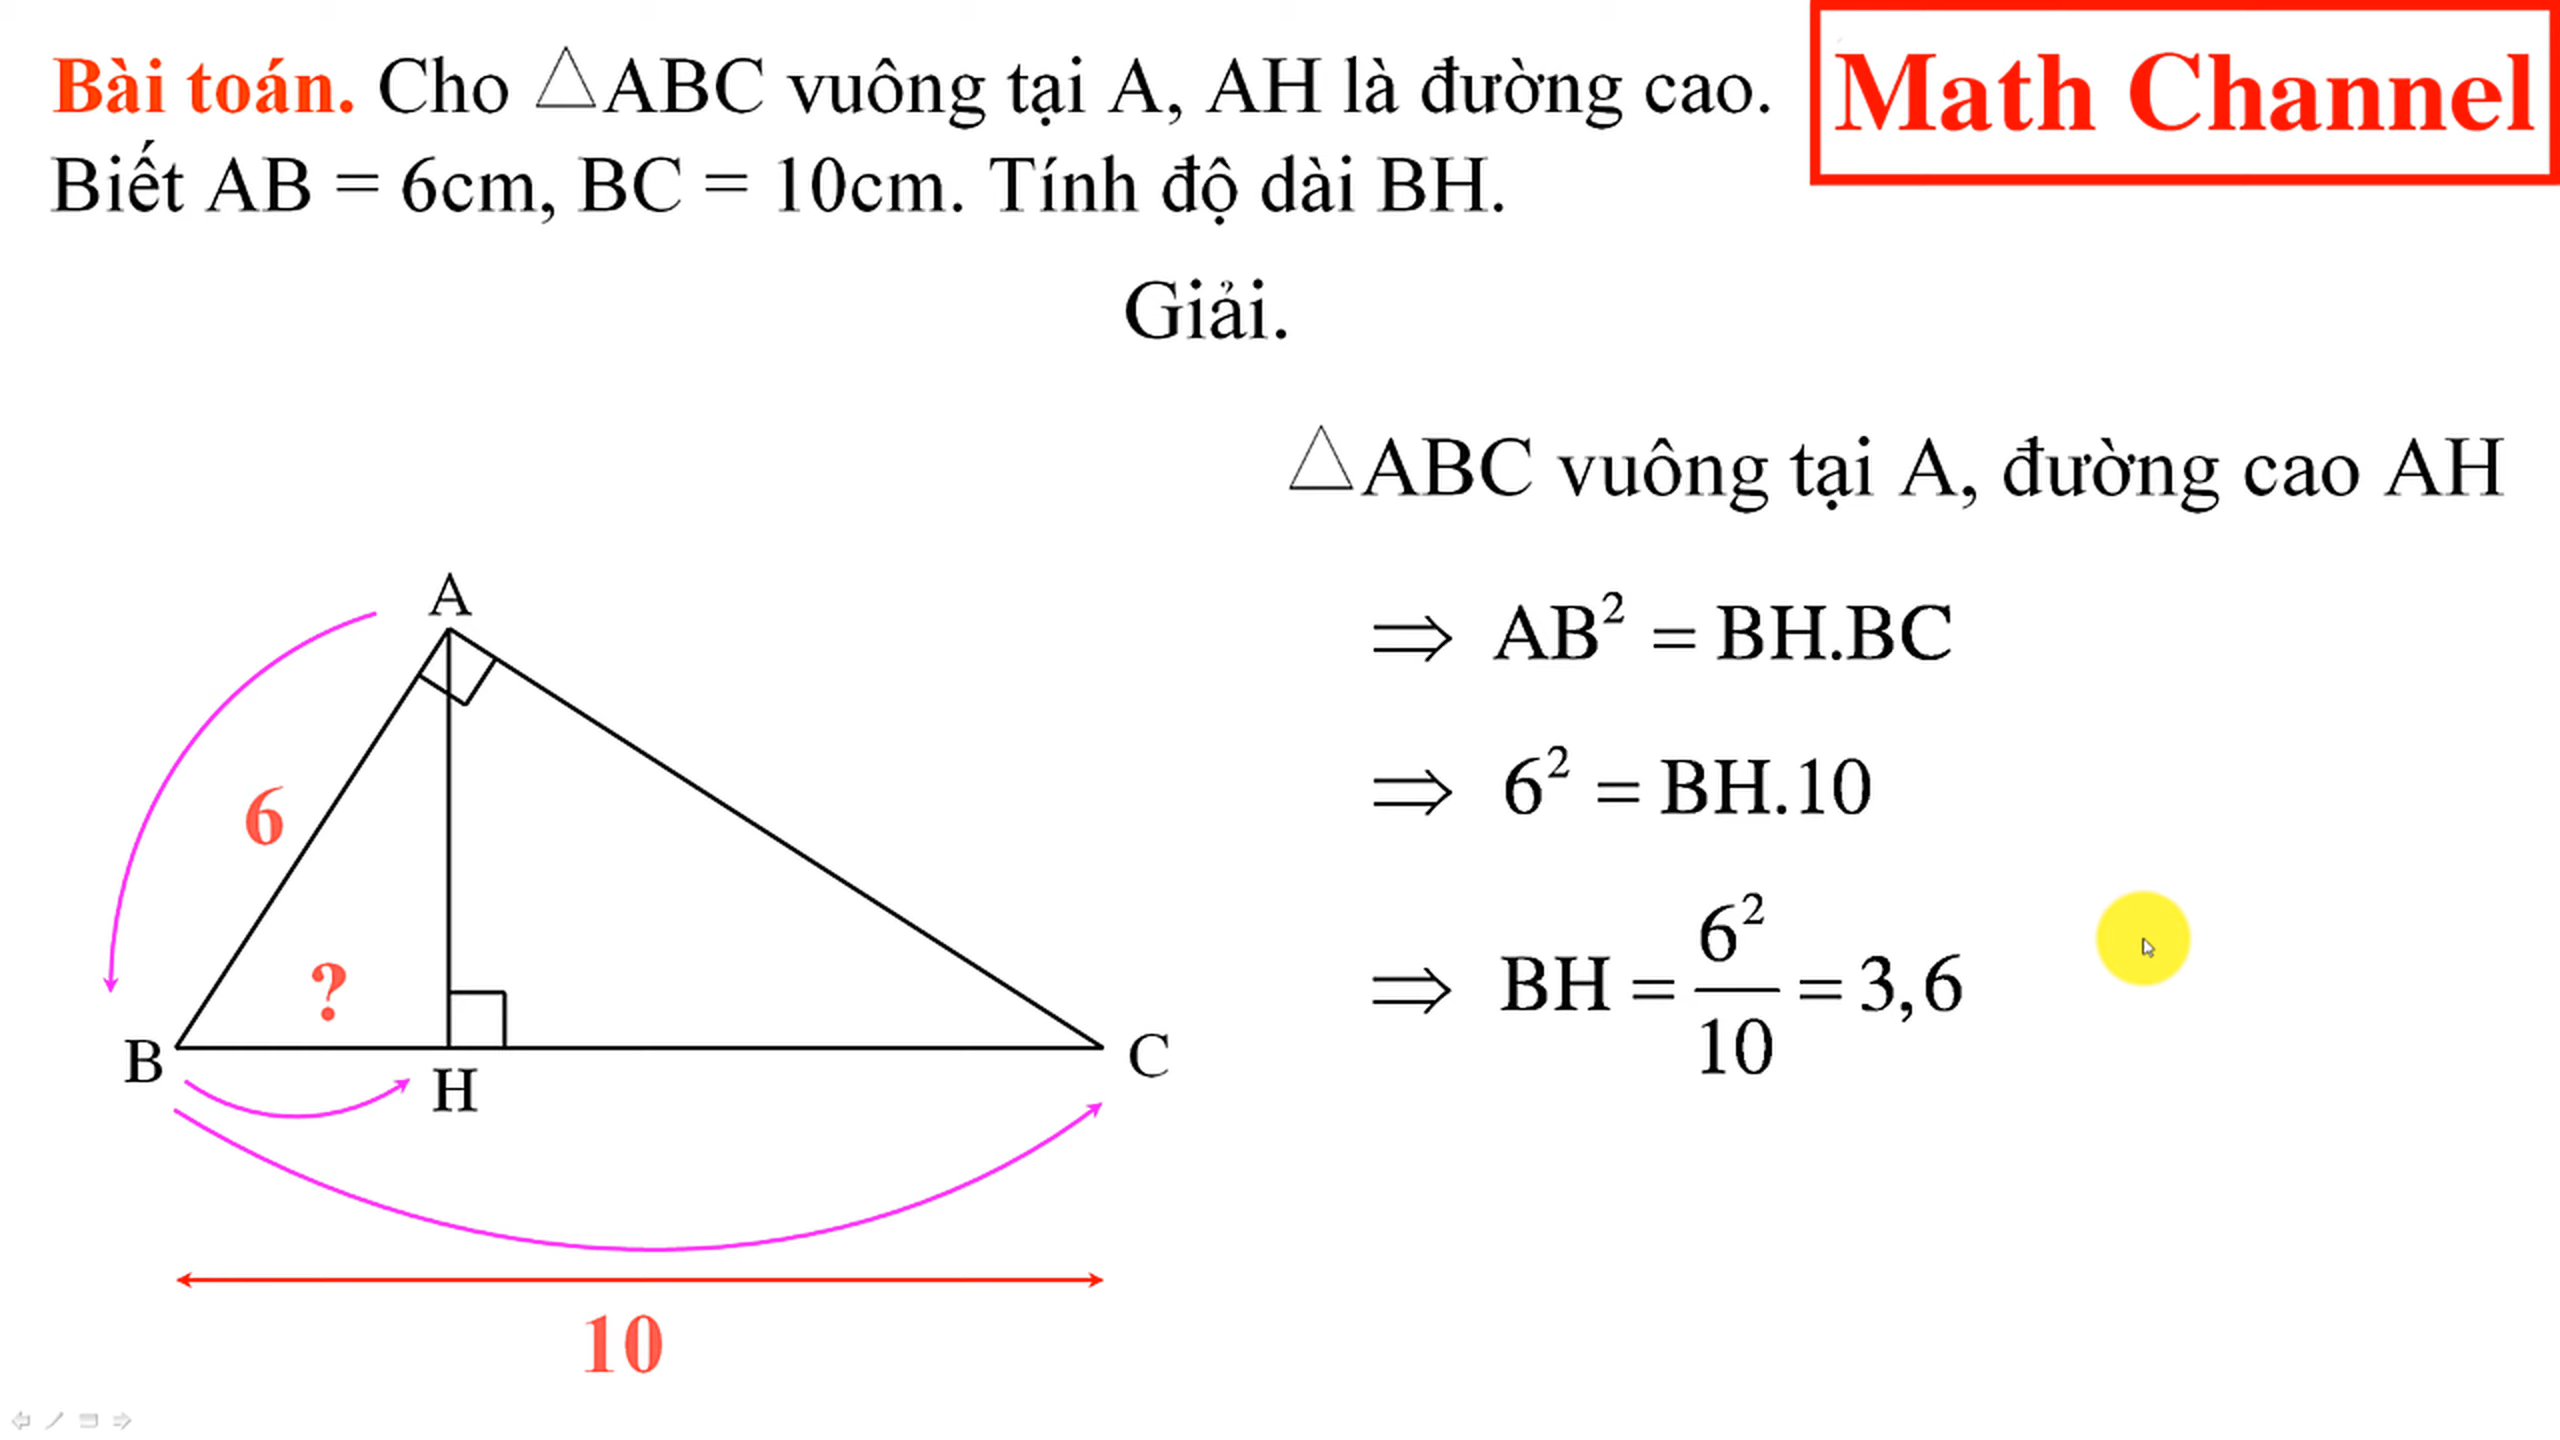 Bài toán. Cho △ABC vuông tại A, AH là đường cao.
Biết AB = 6cm, BC = 10cm. Tính độ dài BH.
Math Channel
Giải.
△ABC vuông tại A, đường cao AH
⇒ AB² = BH.BC
⇒ 6² = BH.10
⇒ BH = 6²/10 = 3,6
A
6
?
B
H
C
10